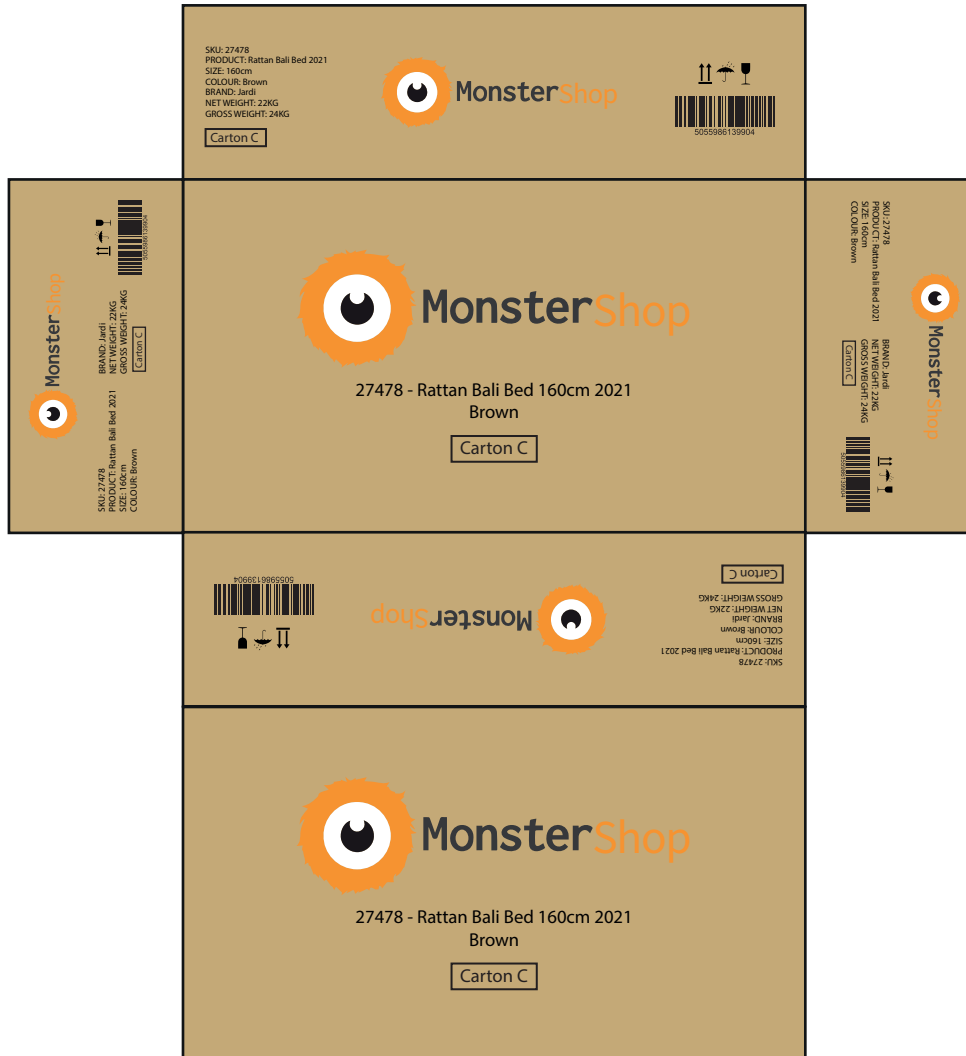 SKU: 27478
PRODUCT: Rattan Bali Bed 2021
SIZE: 160cm
COLOUR: Brown
BRAND: Jardi
NET WEIGHT: 22KG
GROSS WEIGHT: 24KG
Carton C
MonsterShop
5055986139904
SKU: 27478
PRODUCT: Rattan Bali Bed 2021
SIZE: 160cm
COLOUR: Brown
BRAND: Jardi
NET WEIGHT: 22KG
GROSS WEIGHT: 24KG
Carton C
MonsterShop
5055986139904
MonsterShop
27478 - Rattan Bali Bed 160cm 2021
Brown
Carton C
SKU: 27478
PRODUCT: Rattan Bali Bed 2021
SIZE: 160cm
COLOUR: Brown
BRAND: Jardi
NET WEIGHT: 22KG
GROSS WEIGHT: 24KG
Carton C
MonsterShop
5055986139904
SKU: 27478
PRODUCT: Rattan Bali Bed 2021
SIZE: 160cm
COLOUR: Brown
BRAND: Jardi
NET WEIGHT: 22KG
GROSS WEIGHT: 24KG
Carton C
MonsterShop
5055986139904
MonsterShop
27478 - Rattan Bali Bed 160cm 2021
Brown
Carton C